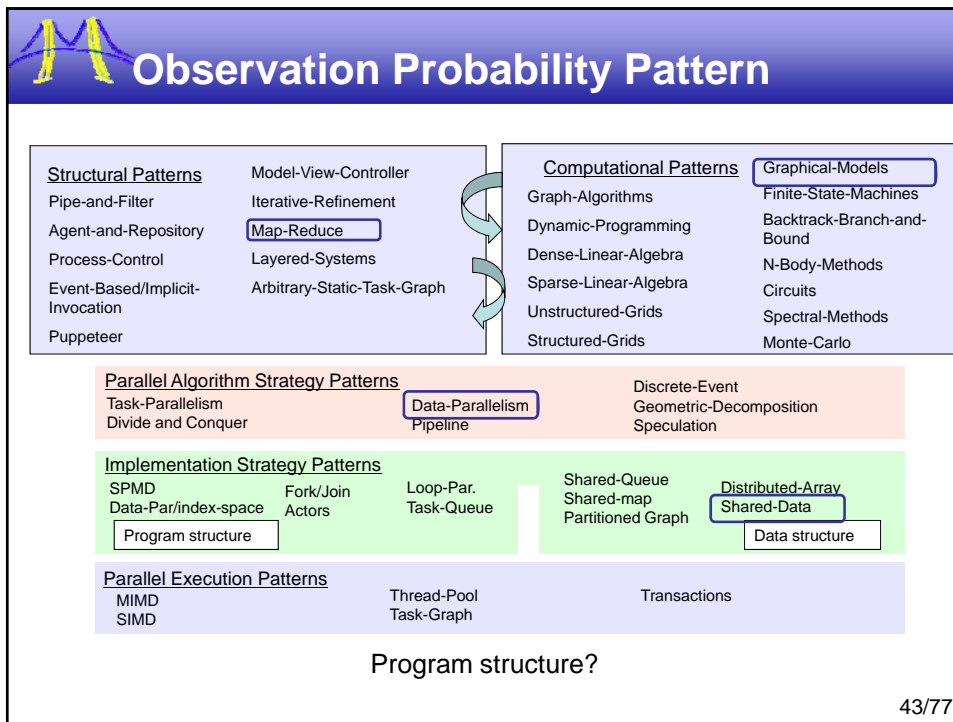 Observation Probability Pattern
Structural Patterns
Pipe-and-Filter
Agent-and-Repository
Process-Control
Event-Based/Implicit-
Invocation
Puppeteer
Model-View-Controller
Iterative-Refinement
Map-Reduce
Layered-Systems
Arbitrary-Static-Task-Graph
Computational Patterns
Graph-Algorithms
Dynamic-Programming
Dense-Linear-Algebra
Sparse-Linear-Algebra
Unstructured-Grids
Structured-Grids
Graphical-Models
Finite-State-Machines
Backtrack-Branch-and-
Bound
N-Body-Methods
Circuits
Spectral-Methods
Monte-Carlo
Parallel Algorithm Strategy Patterns
Task-Parallelism
Divide and Conquer
Data-Parallelism
Pipeline
Discrete-Event
Geometric-Decomposition
Speculation
Implementation Strategy Patterns
SPMD
Data-Par/index-space
Fork/Join
Actors
Loop-Par.
Task-Queue
Program structure
Shared-Queue
Shared-map
Partitioned Graph
Distributed-Array
Shared-Data
Data structure
Parallel Execution Patterns
MIMD
SIMD
Thread-Pool
Task-Graph
Transactions
Program structure?
43/77